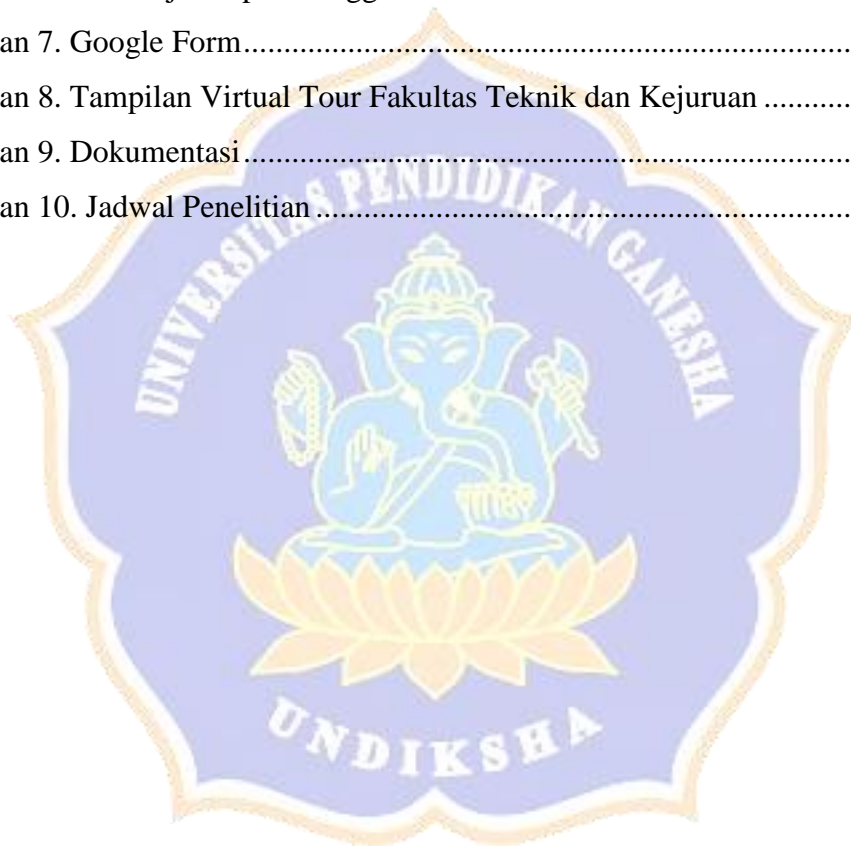 an 7. Google Form
an 8. Tampilan Virtual Tour Fakultas Teknik dan Kejuruan
an 9. Dokumentasi
an 10. Jadwal Penelitian
UNIVERSITAS PENDIDIKAN GANESHA
UNDIKSHA